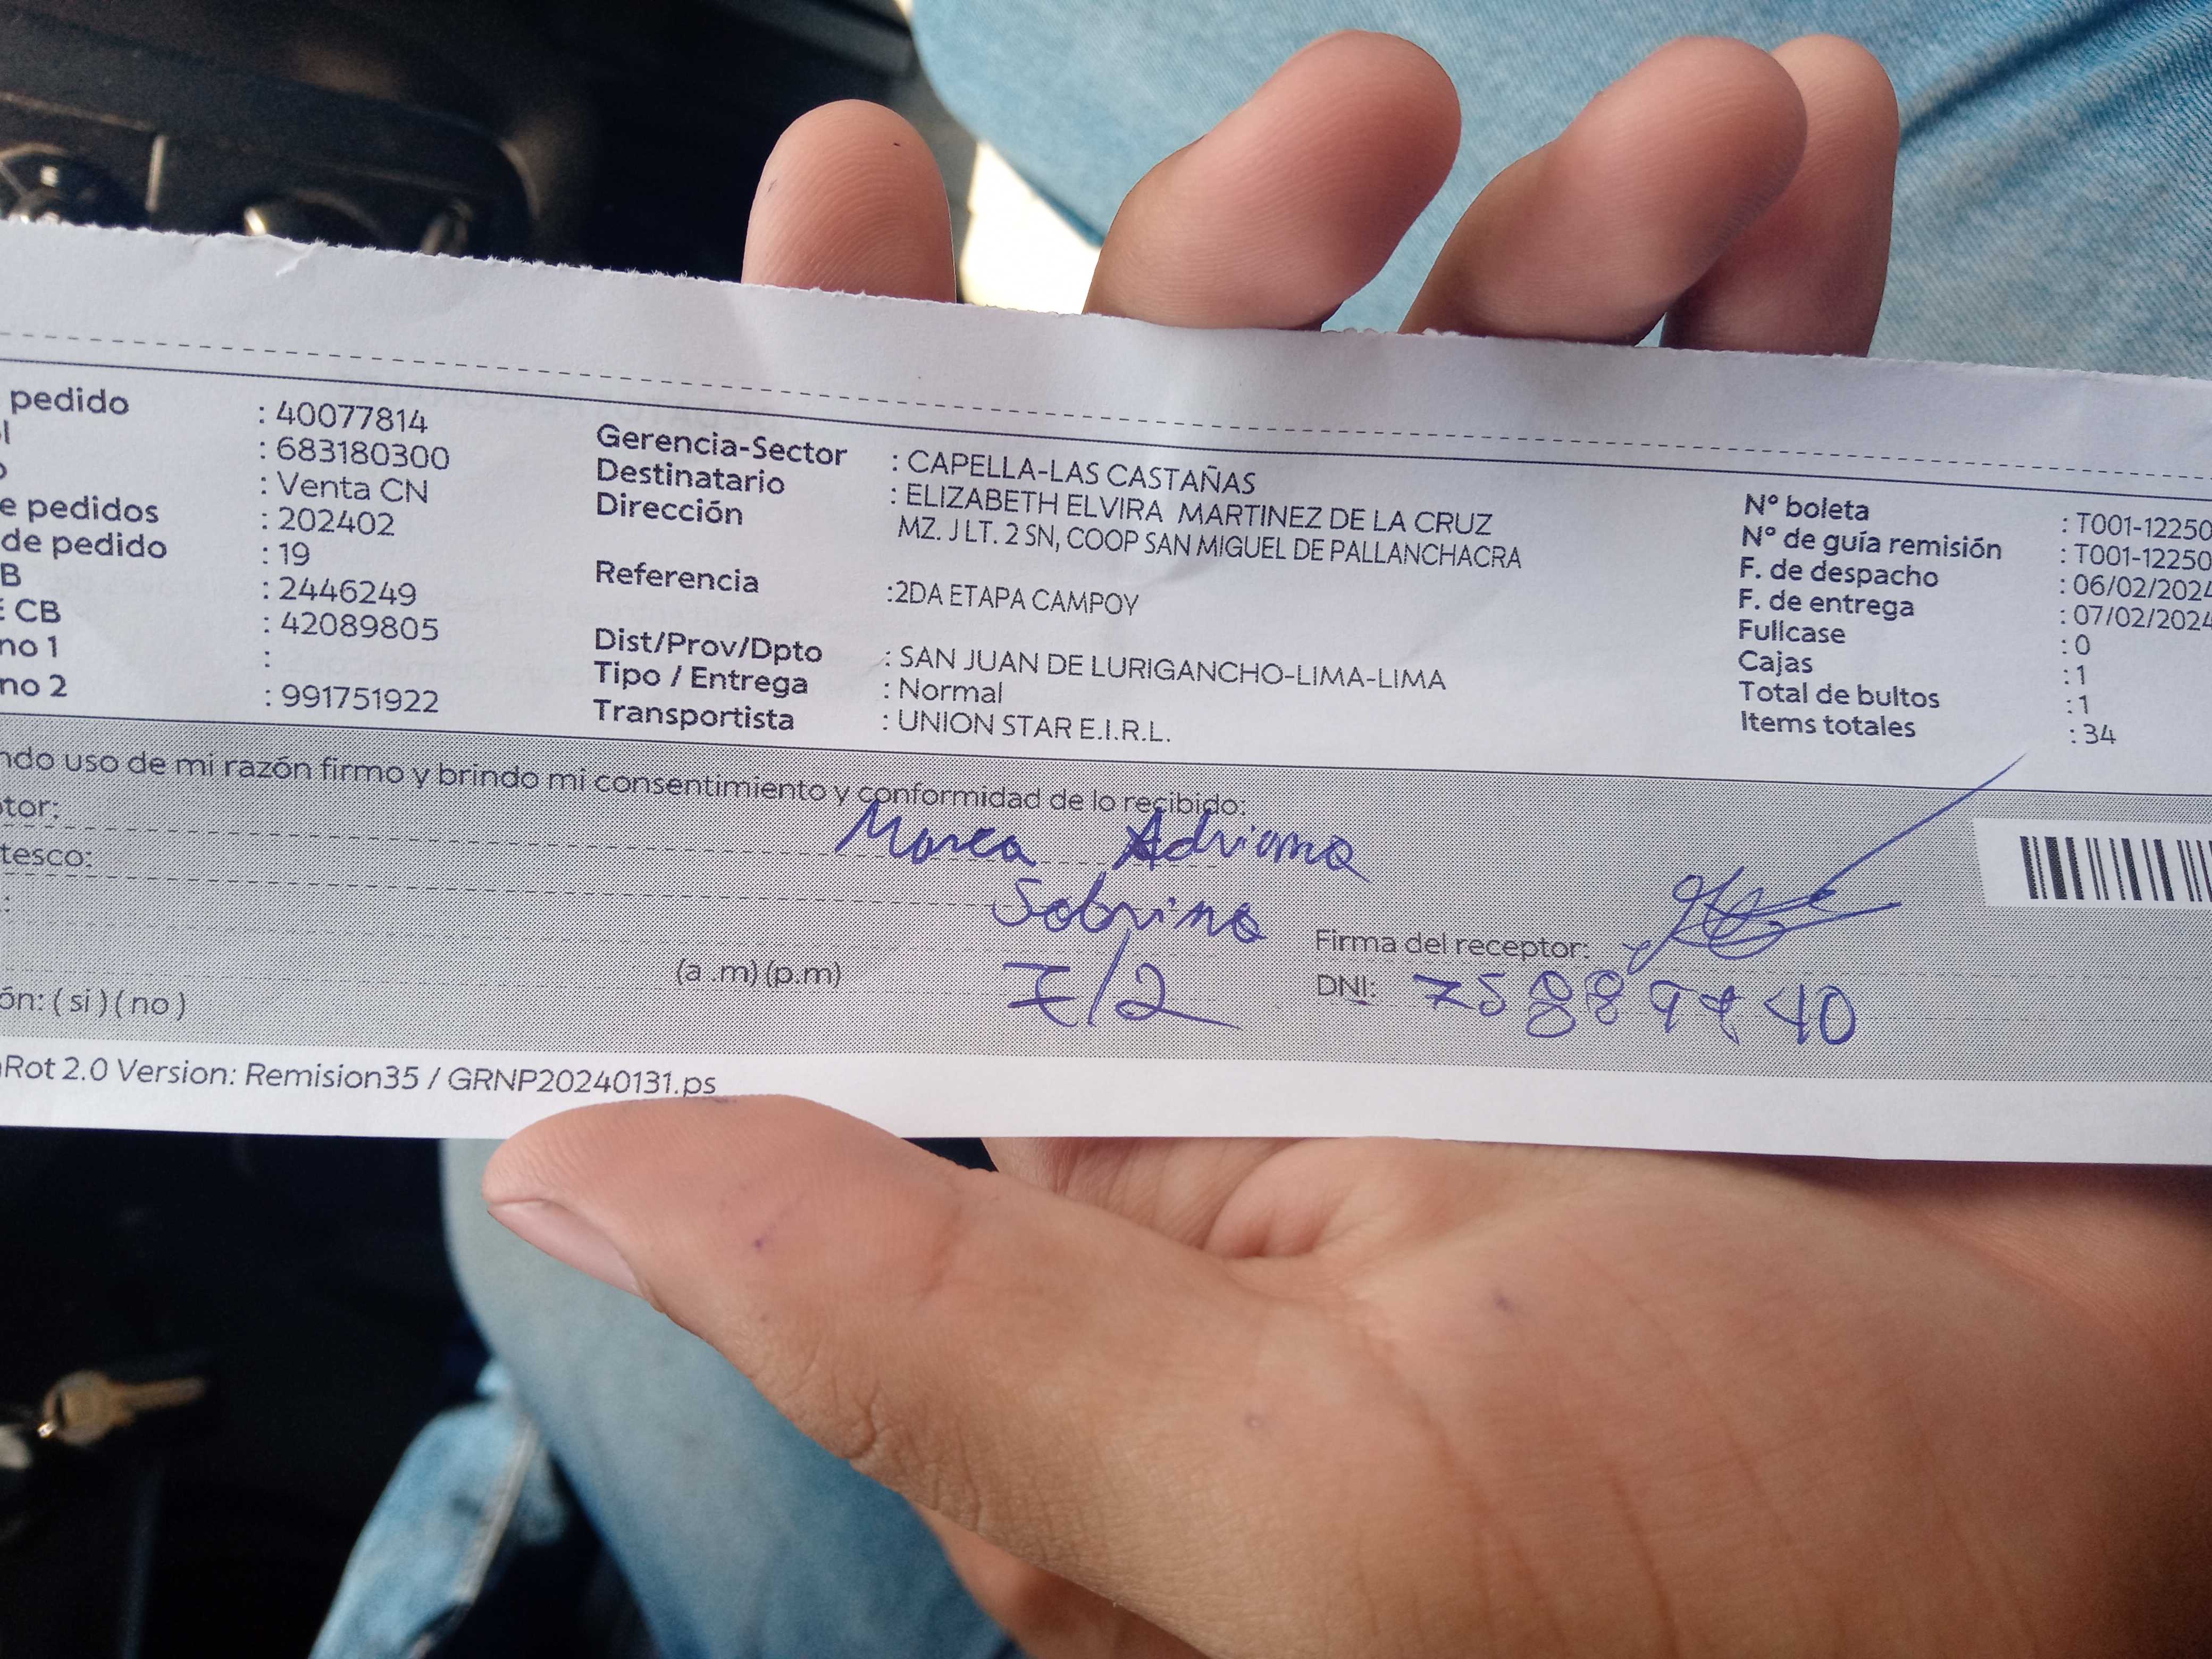 pedido : 40077814
l : 683180300
o : Venta CN
e pedidos : 202402
de pedido : 19
B : 2446249
E CB : 42089805
no 1 :
no 2 : 991751922
Gerencia-Sector : CAPELLA-LAS CASTAÑAS
Destinatario : ELIZABETH ELVIRA MARTINEZ DE LA CRUZ
Dirección MZ. J LT. 2 SN, COOP SAN MIGUEL DE PALLANCHACRA
Referencia :2DA ETAPA CAMPOY
Dist/Prov/Dpto : SAN JUAN DE LURIGANCHO-LIMA-LIMA
Tipo / Entrega : Normal
Transportista : UNION STAR E.I.R.L.
N° boleta : T001-12250
N° de guía remisión : T001-12250
F. de despacho : 06/02/2024
F. de entrega : 07/02/2024
Fullcase : 0
Cajas : 1
Total de bultos : 1
Items totales : 34
ndo uso de mi razón firmo y brindo mi consentimiento y conformidad de lo recibido:
tor: Adriana
tesco: Sobrina
: 7/2
(a .m) (p.m)
ón: ( si ) ( no )
Firma del receptor:
DNI:
Rot 2.0 Version: Remision35 / GRNP20240131.ps